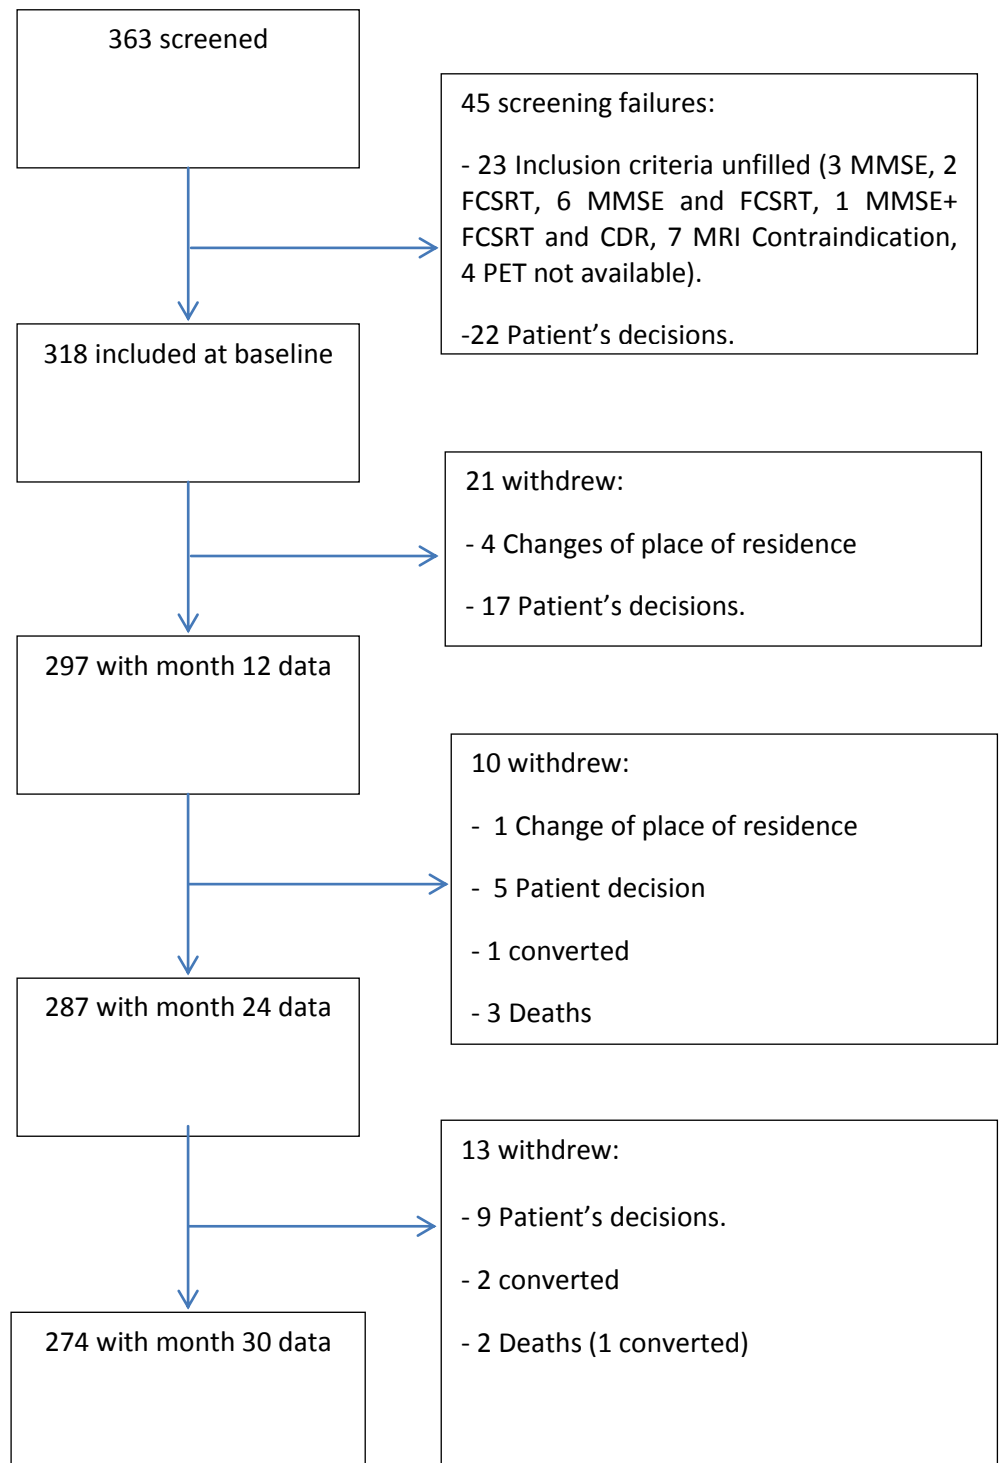 363 screened
45 screening failures:
- 23 Inclusion criteria unfilled (3 MMSE, 2
FCSRT, 6 MMSE and FCSRT, 1 MMSE+
FCSRT and CDR, 7 MRI Contraindication,
4 PET not available).
-22 Patient’s decisions.
318 included at baseline
21 withdrew:
- 4 Changes of place of residence
- 17 Patient’s decisions.
297 with month 12 data
10 withdrew:
- 1 Change of place of residence
- 5 Patient decision
- 1 converted
- 3 Deaths
287 with month 24 data
13 withdrew:
- 9 Patient’s decisions.
- 2 converted
- 2 Deaths (1 converted)
274 with month 30 data